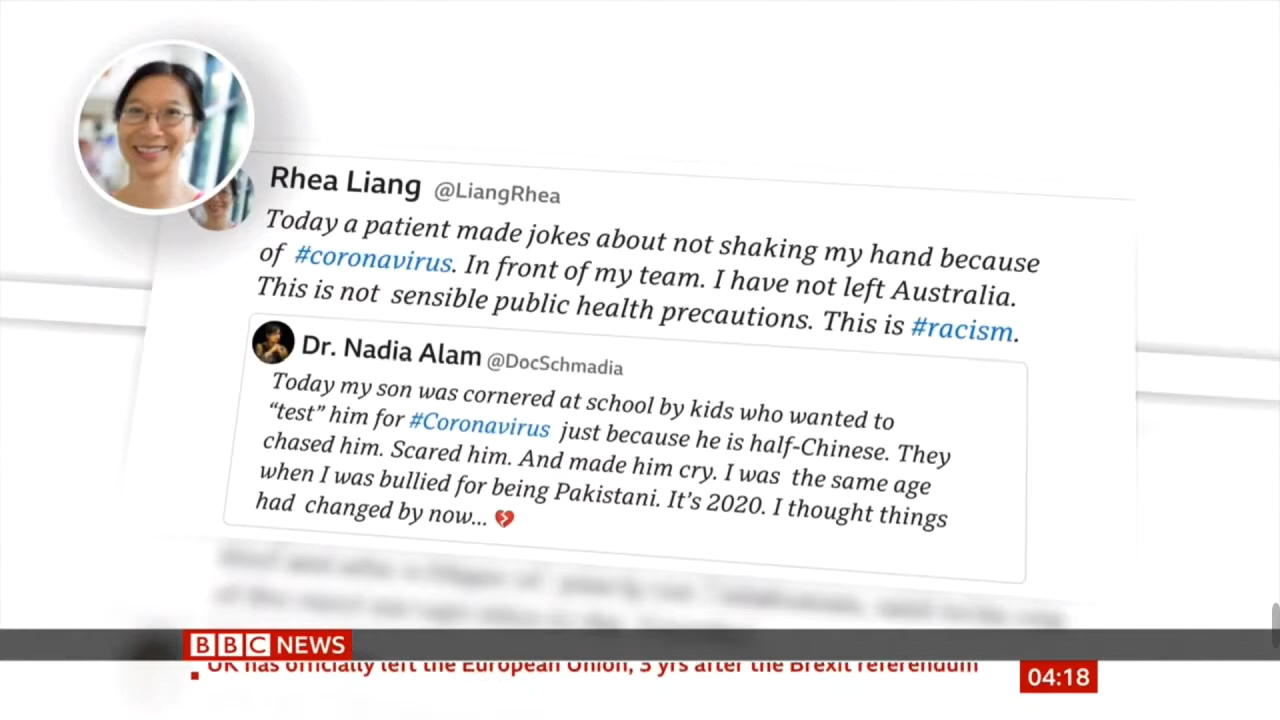 Rhea Liang @LiangRhea
Today a patient made jokes about not shaking my hand because
of #coronavirus. In front of my team. I have not left Australia.
This is not sensible public health precautions. This is #racism.
Dr. Nadia Alam @DocSchmadia
Today my son was cornered at school by kids who wanted to
“test” him for #Coronavirus just because he is half-Chinese. They
chased him. Scared him. And made him cry. I was the same age
when I was bullied for being Pakistani. It’s 2020. I thought things
had changed by now...
BBC NEWS
UK has officially left the European Union, 3 yrs after the Brexit referendum
04:18